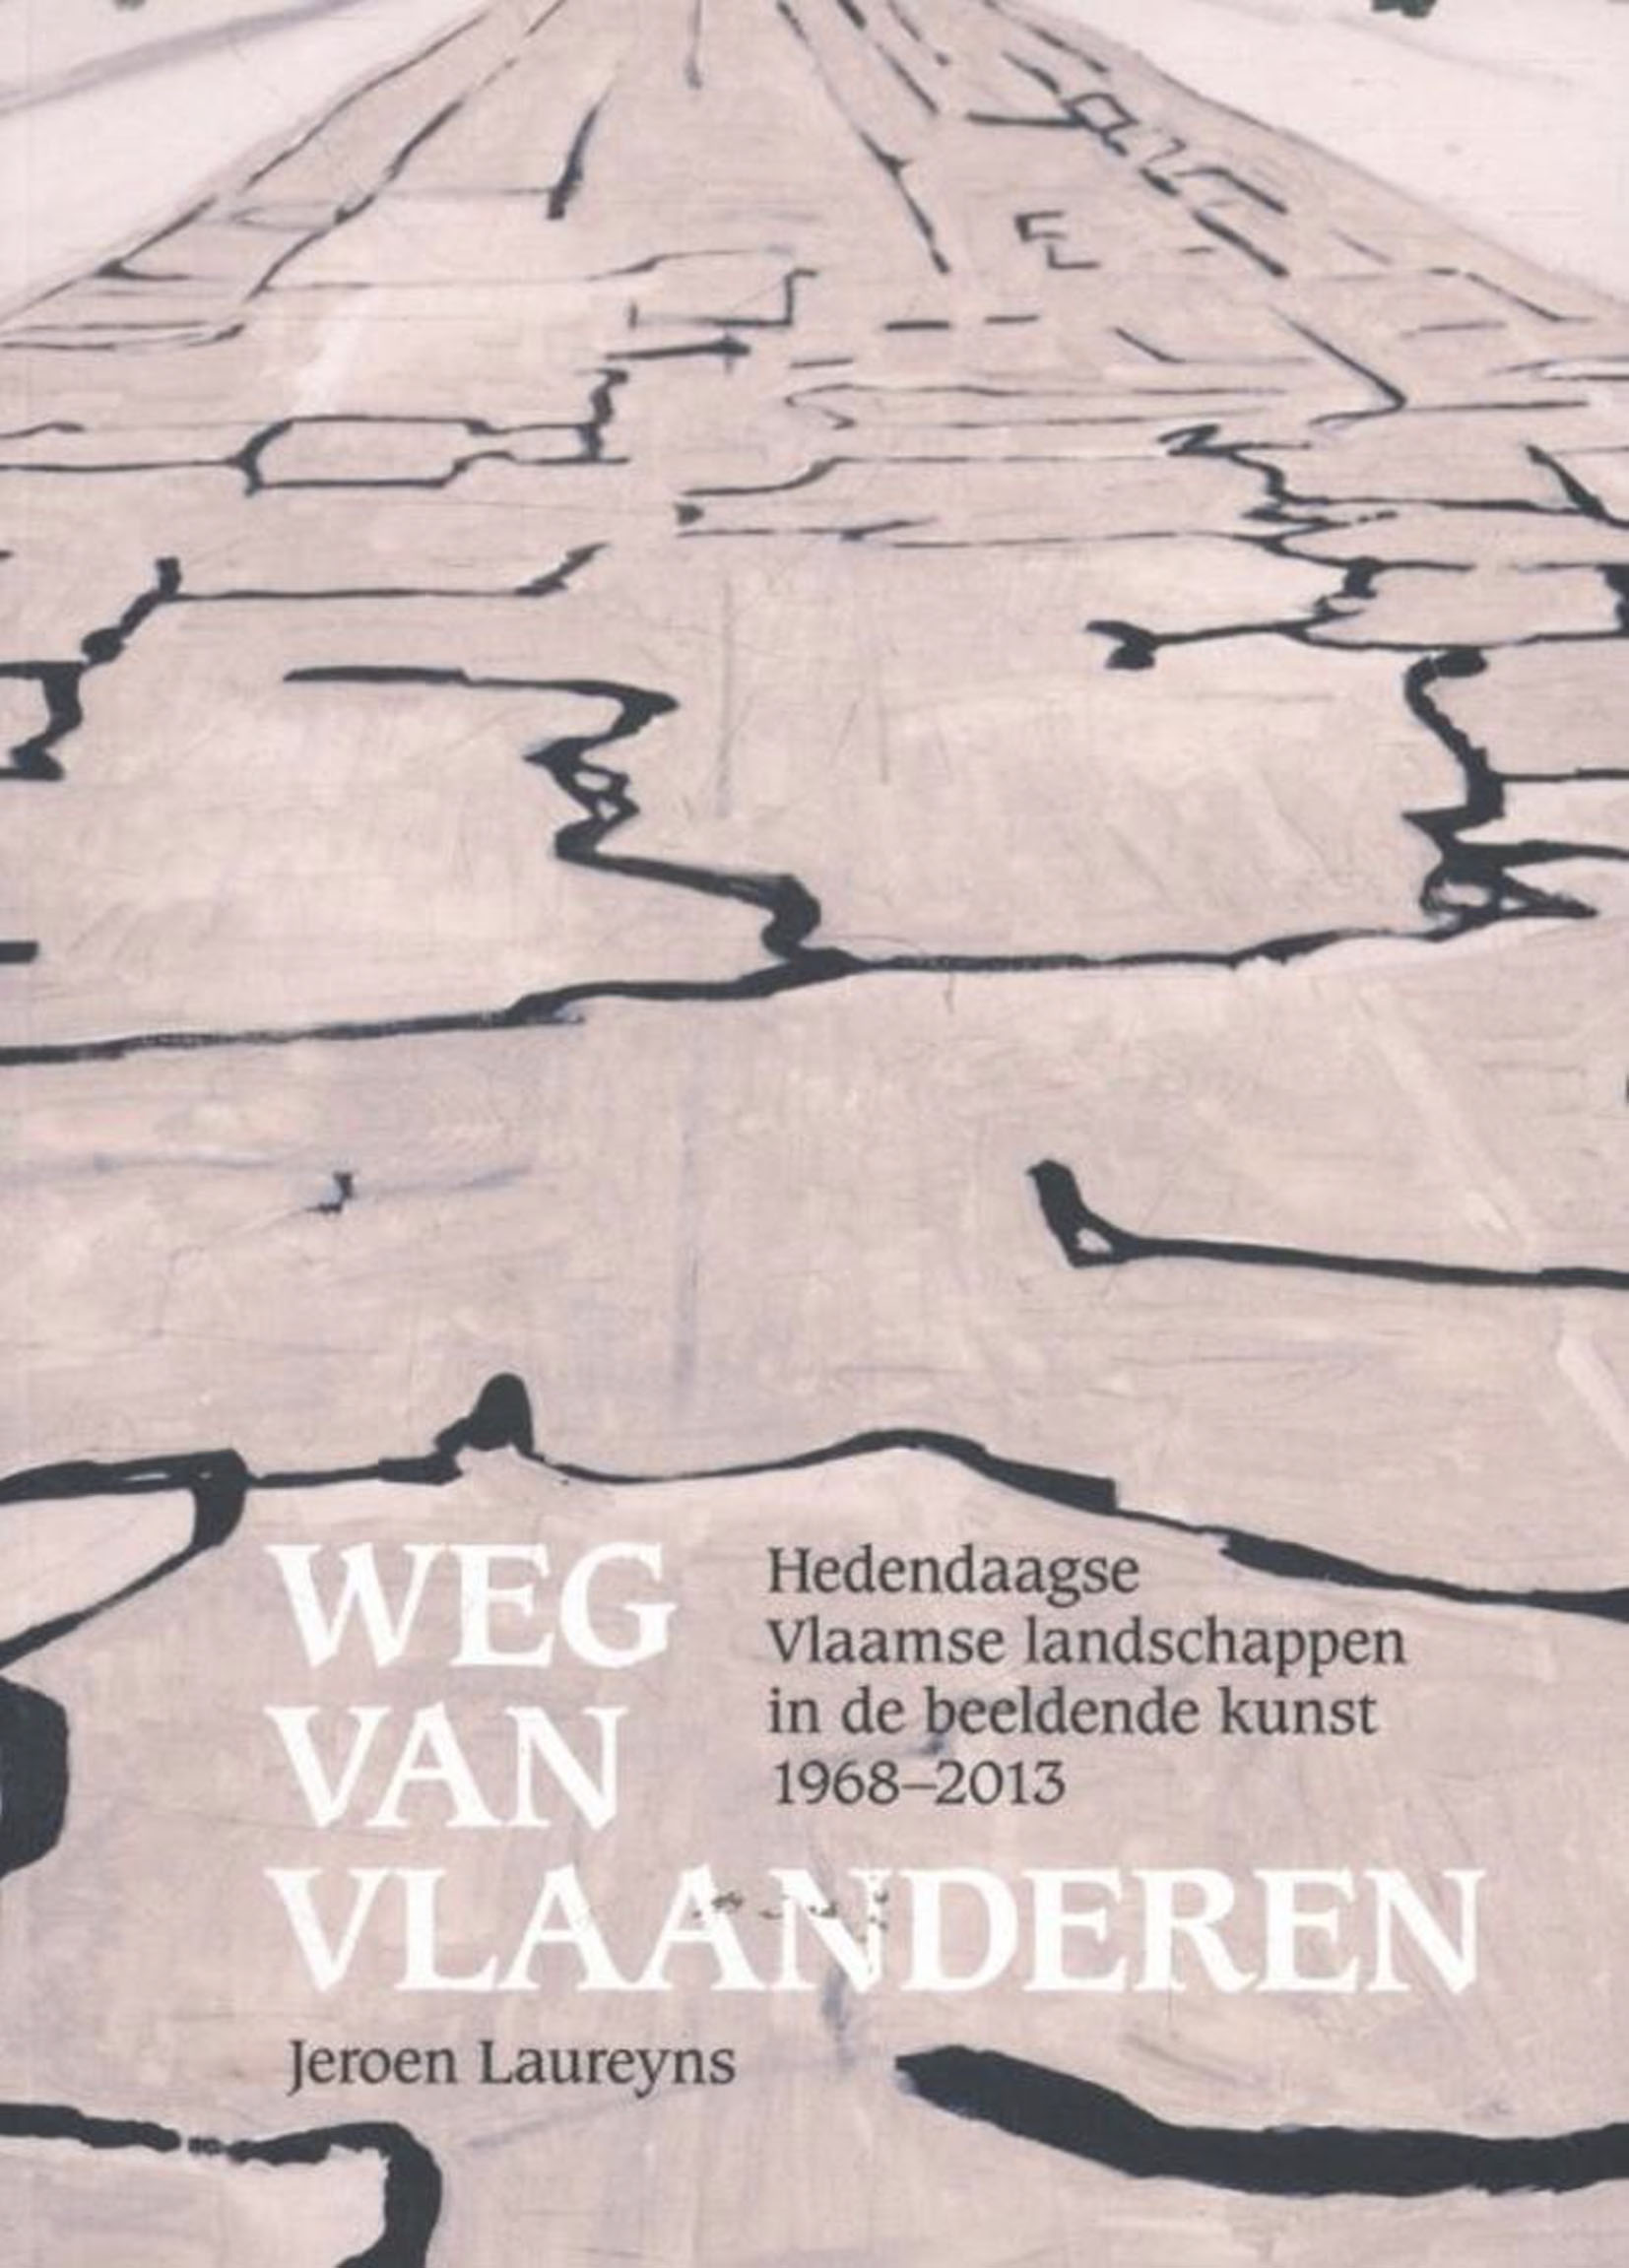 WEG
VAN
VLAANDEREN
Hedendaagse
Vlaamse landschappen
in de beeldende kunst
1968–2013
Jeroen Laureyns